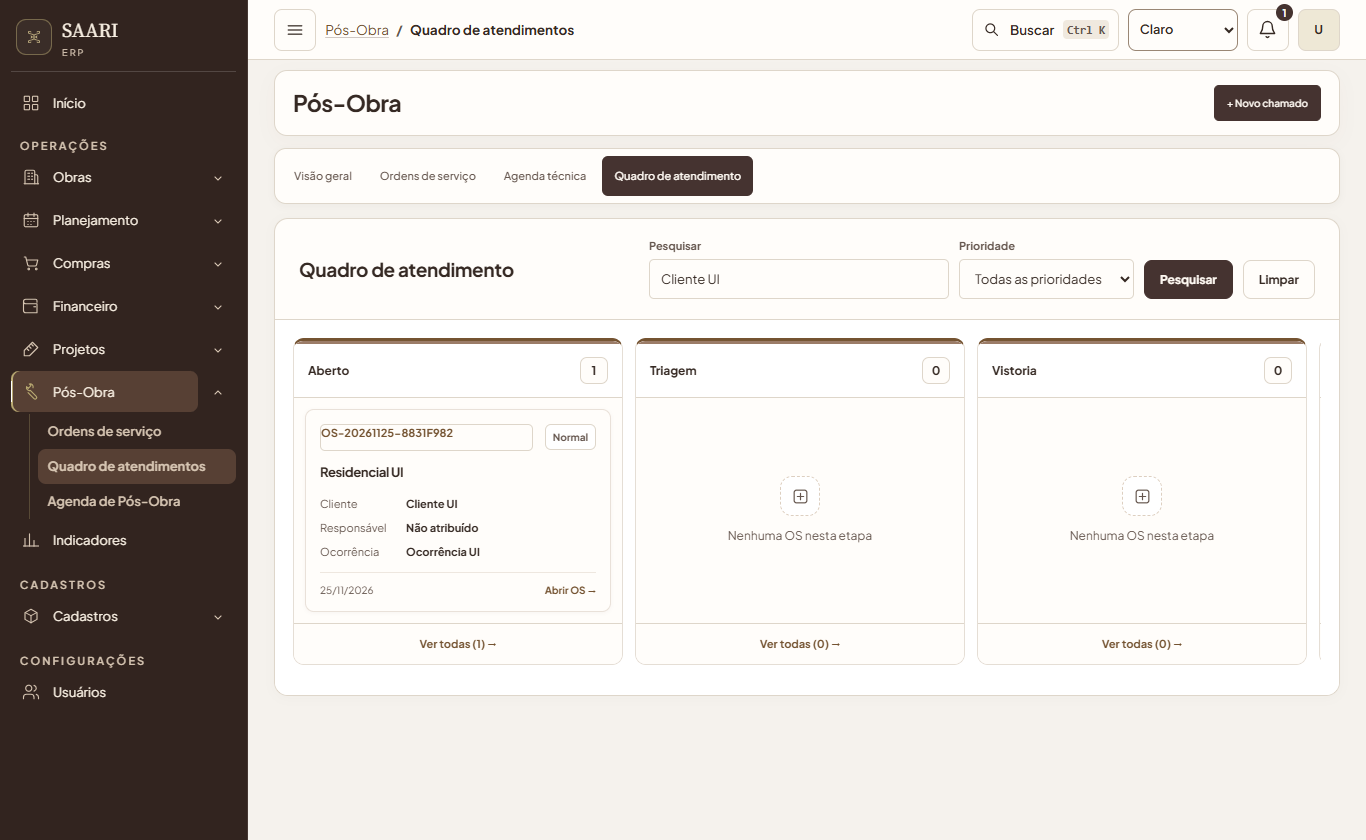 SAARI
ERP
Início
OPERAÇÕES
Obras
Planejamento
Compras
Financeiro
Projetos
Pós-Obra
Ordens de serviço
Quadro de atendimentos
Agenda de Pós-Obra
Indicadores
CADASTROS
Cadastros
CONFIGURAÇÕES
Usuários
Pós-Obra / Quadro de atendimentos
Buscar Ctrl K
Claro
1
U
Pós-Obra
+ Novo chamado
Visão geral
Ordens de serviço
Agenda técnica
Quadro de atendimento
Quadro de atendimento
Pesquisar
Cliente UI
Prioridade
Todas as prioridades
Pesquisar
Limpar
Aberto 1
OS-20261125-8831F982 Normal
Residencial UI
Cliente Cliente UI
Responsável Não atribuído
Ocorrência Ocorrência UI
25/11/2026 Abrir OS →
Ver todas (1) →
Triagem 0
Nenhuma OS nesta etapa
Ver todas (0) →
Vistoria 0
Nenhuma OS nesta etapa
Ver todas (0) →